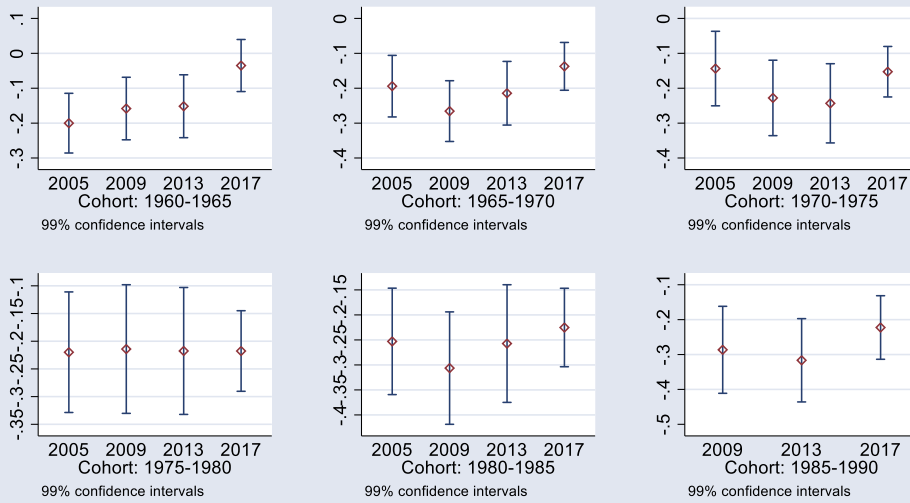 .1
0
-.1
-.2
-.3
2005 2009 2013 2017
Cohort: 1960-1965
99% confidence intervals
0
-.1
-.2
-.3
-.4
2005 2009 2013 2017
Cohort: 1965-1970
99% confidence intervals
0
-.1
-.2
-.3
-.4
2005 2009 2013 2017
Cohort: 1970-1975
99% confidence intervals
-.35-.3-.25-.2-.15-.1
2005 2009 2013 2017
Cohort: 1975-1980
99% confidence intervals
-.4-.35-.3-.25-.2-.15
2005 2009 2013 2017
Cohort: 1980-1985
99% confidence intervals
-.1
-.2
-.3
-.4
-.5
2009 2013 2017
Cohort: 1985-1990
99% confidence intervals